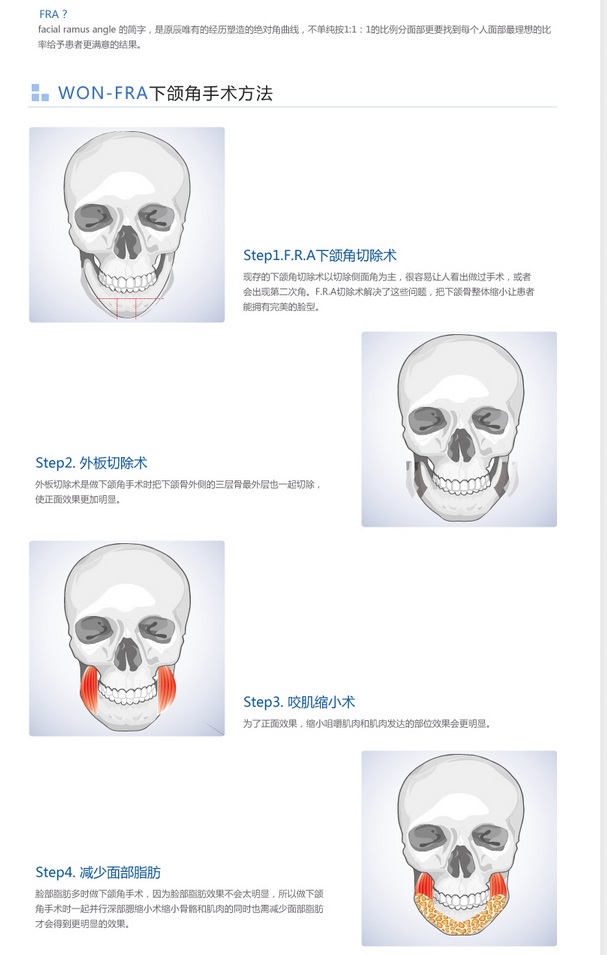 FRA ?
facial ramus angle 的简字，是原辰唯有的经历塑造的绝对角曲线，不单纯按1:1：1的比例分面部更要找到每个人面部最理想的比
率给予患者更满意的结果。
WON-FRA下颌角手术方法
Step1.F.R.A下颌角切除术
现存的下颌角切除术以切除侧面角为主，很容易让人看出做过手术，或者
会出现第二次角。F.R.A切除术解决了这些问题，把下颌骨整体缩小让患者
能拥有完美的脸型。
Step2. 外板切除术
外板切除术是做下颌角手术时把下颌骨外侧的三层骨最外层也一起切除，
使正面效果更加明显。
Step3. 咬肌缩小术
为了正面效果，缩小咀嚼肌肉和肌肉发达的部位效果会更明显。
Step4. 减少面部脂肪
脸部脂肪多时做下颌角手术，因为脸部脂肪效果不会太明显，所以做下颌
角手术时一起并行深部腮缩小术缩小骨骼和肌肉的同时也需减少面部脂肪
才会得到更明显的效果。